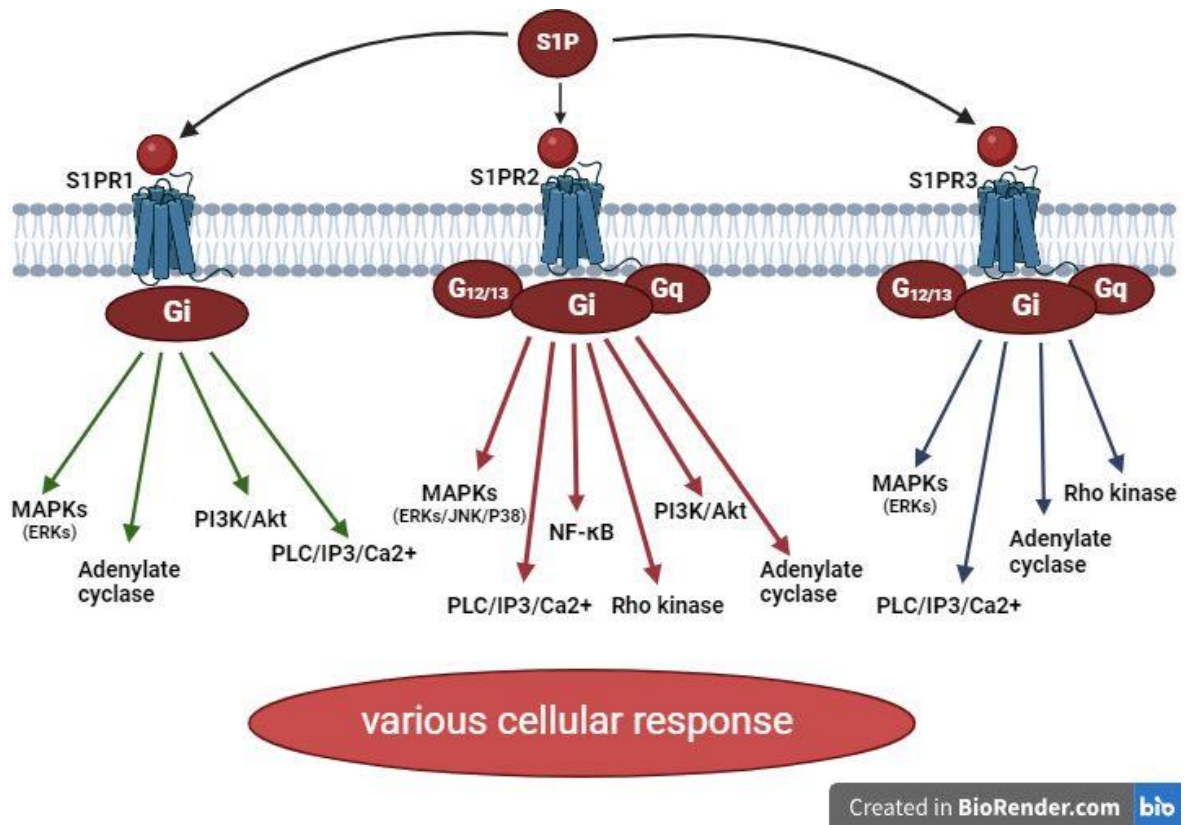 S1P
S1PR1
S1PR2
S1PR3
Gi
G12/13
Gi
Gq
G12/13
Gi
Gq
MAPKs
(ERKs)
Adenylate
cyclase
PI3K/Akt
PLC/IP3/Ca2+
MAPKs
(ERKs/JNK/P38)
PLC/IP3/Ca2+
NF-κB
Rho kinase
PI3K/Akt
Adenylate
cyclase
MAPKs
(ERKs)
PLC/IP3/Ca2+
Adenylate
cyclase
Rho kinase
various cellular response
Created in BioRender.com bio